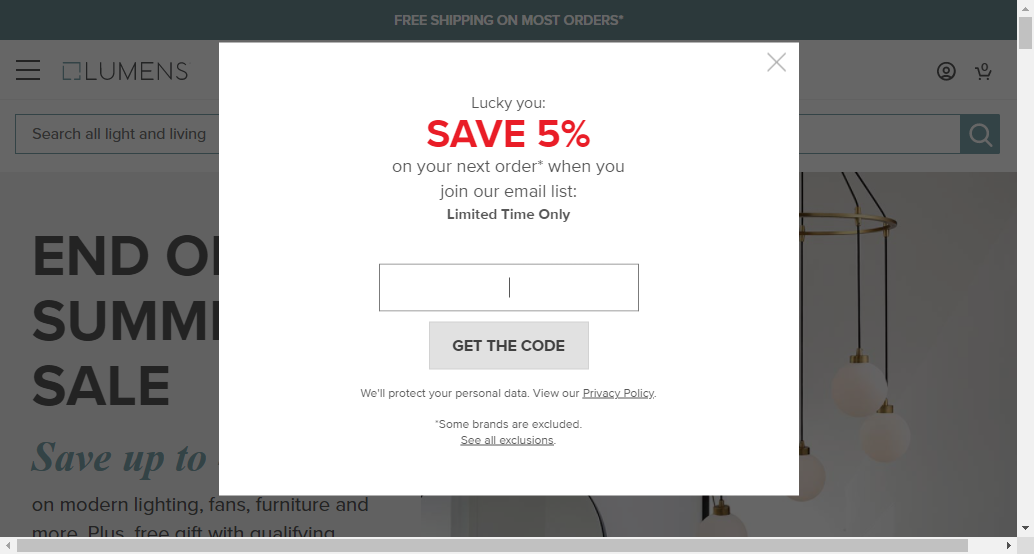 FREE SHIPPING ON MOST ORDERS*
LUMENS
0
Search all light and living
Lucky you:
SAVE 5%
on your next order* when you
join our email list:
Limited Time Only
GET THE CODE
We'll protect your personal data. View our Privacy Policy.
*Some brands are excluded.
See all exclusions.
END O
SUMM
SALE
Save up to
on modern lighting, fans, furniture and
more. Plus, free gift with qualifying